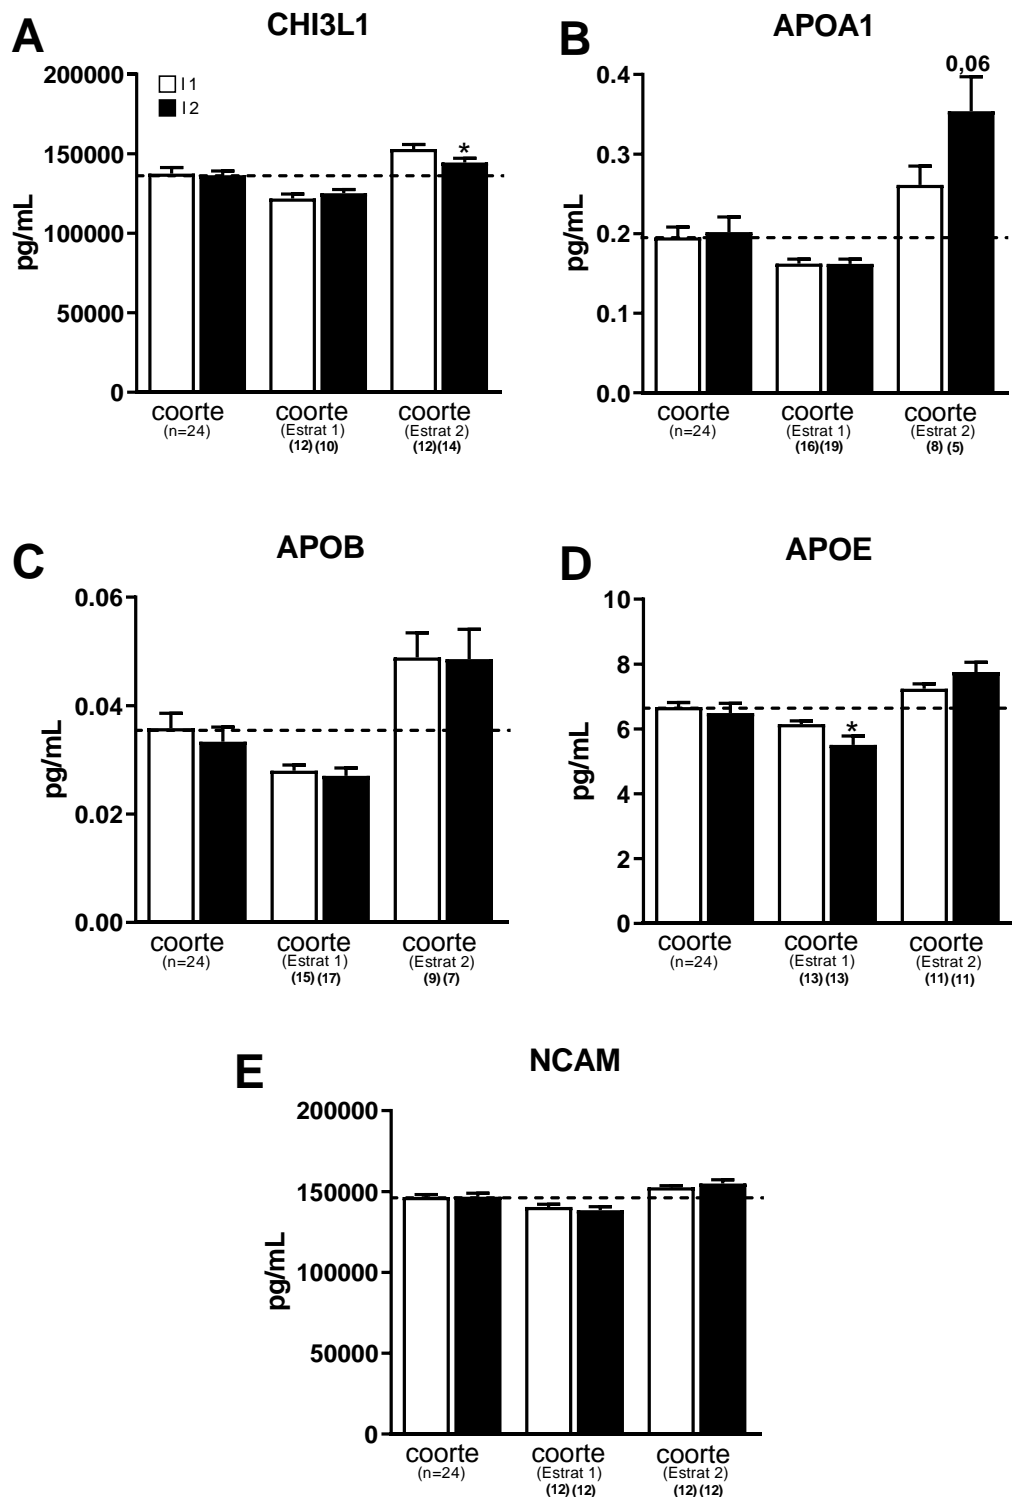 A
CHI3L1
pg/mL
200000
150000
100000
50000
0
I 1
I 2
*
coorte
(n=24)
coorte
(Estrat 1)
(12) (10)
coorte
(Estrat 2)
(12) (14)
B
APOA1
pg/mL
0.4
0.3
0.2
0.1
0.0
0,06
coorte
(n=24)
coorte
(Estrat 1)
(16) (19)
coorte
(Estrat 2)
(8) (5)
C
APOB
pg/mL
0.06
0.04
0.02
0.00
coorte
(n=24)
coorte
(Estrat 1)
(15) (17)
coorte
(Estrat 2)
(9) (7)
D
APOE
pg/mL
10
8
6
4
2
0
*
coorte
(n=24)
coorte
(Estrat 1)
(13) (13)
coorte
(Estrat 2)
(11) (11)
E
NCAM
pg/mL
200000
150000
100000
50000
0
coorte
(n=24)
coorte
(Estrat 1)
(12) (12)
coorte
(Estrat 2)
(12) (12)